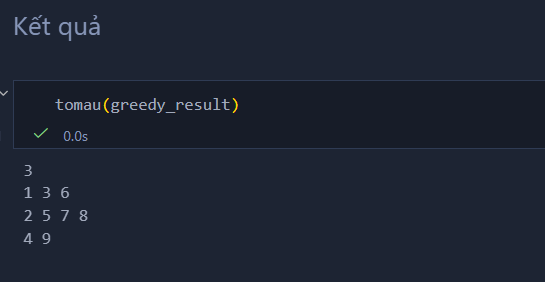 Kết quả
tomau(greedy_result)
0.0s
3
1 3 6
2 5 7 8
4 9